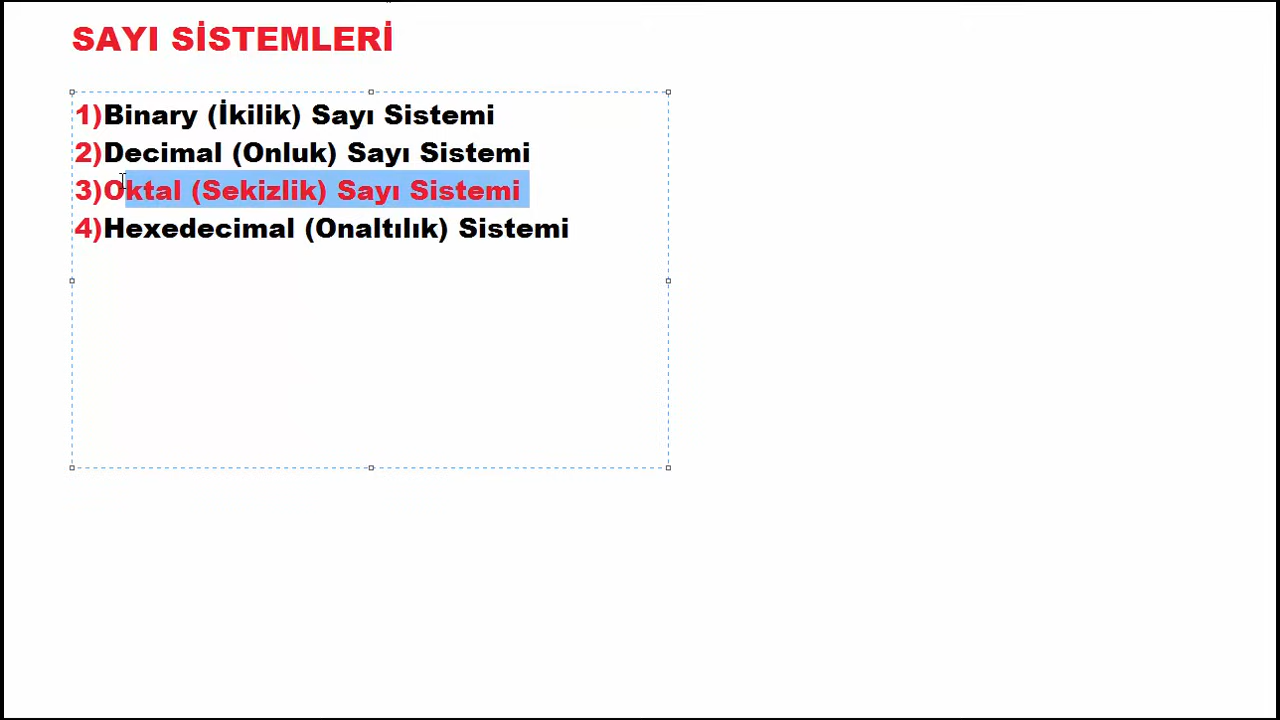 SAYI SİSTEMLERİ
1)Binary (İkilik) Sayı Sistemi
2)Decimal (Onluk) Sayı Sistemi
3)Oktal (Sekizlik) Sayı Sistemi
4)Hexedecimal (Onaltılık) Sistemi